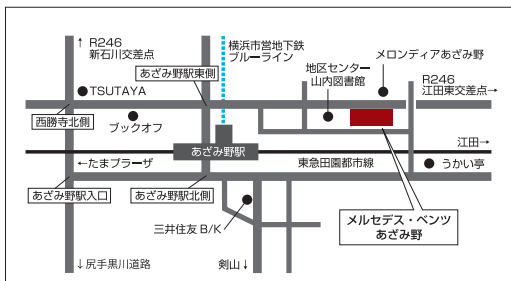 ↑
R246
新石川交差点
横浜市営地下鉄
ブルーライン
メロンディアあざみ野
あざみ野駅東側
地区センター
山内図書館
R246
江田東交差点→
TSUTAYA
西勝寺北側
ブックオフ
あざみ野駅
江田→
←たまプラーザ
東急田園都市線
うかい亭
あざみ野駅入口
あざみ野駅北側
メルセデス・ベンツ
あざみ野
三井住友 B/K
↓尻手黒川道路
剣山↓